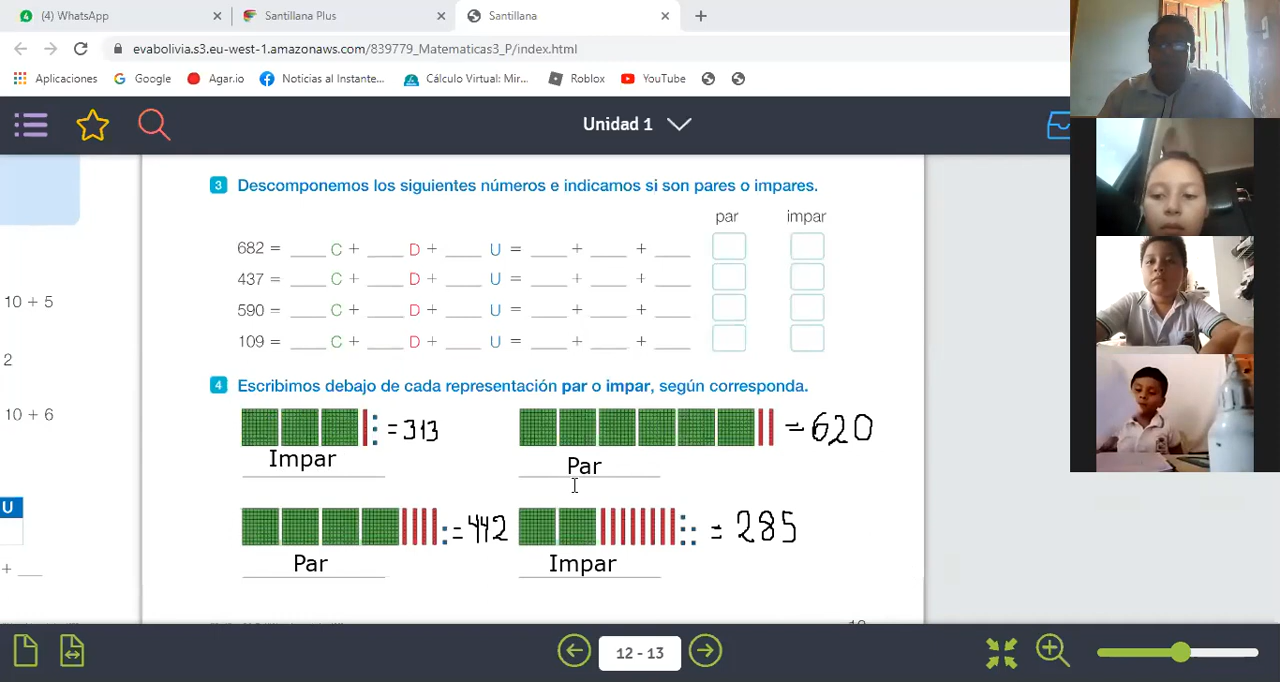 (4) WhatsApp
Santillana Plus
Santillana
evabolivia.s3.eu-west-1.amazonaws.com/839779_Matematicas3_P/index.html
Aplicaciones Google Agar.io Noticias al Instante... Cálculo Virtual: Mir... Roblox YouTube
Unidad 1
3 Descomponemos los siguientes números e indicamos si son pares o impares.
par impar
682 = ____ C + ____ D + ____ U = ____ + ____ + ____
437 = ____ C + ____ D + ____ U = ____ + ____ + ____
590 = ____ C + ____ D + ____ U = ____ + ____ + ____
109 = ____ C + ____ D + ____ U = ____ + ____ + ____
10 + 5
2
10 + 6
U
+ ___
4 Escribimos debajo de cada representación par o impar, según corresponda.
= 313
Impar
= 620
Par
= 442
Par
= 285
Impar
12 - 13